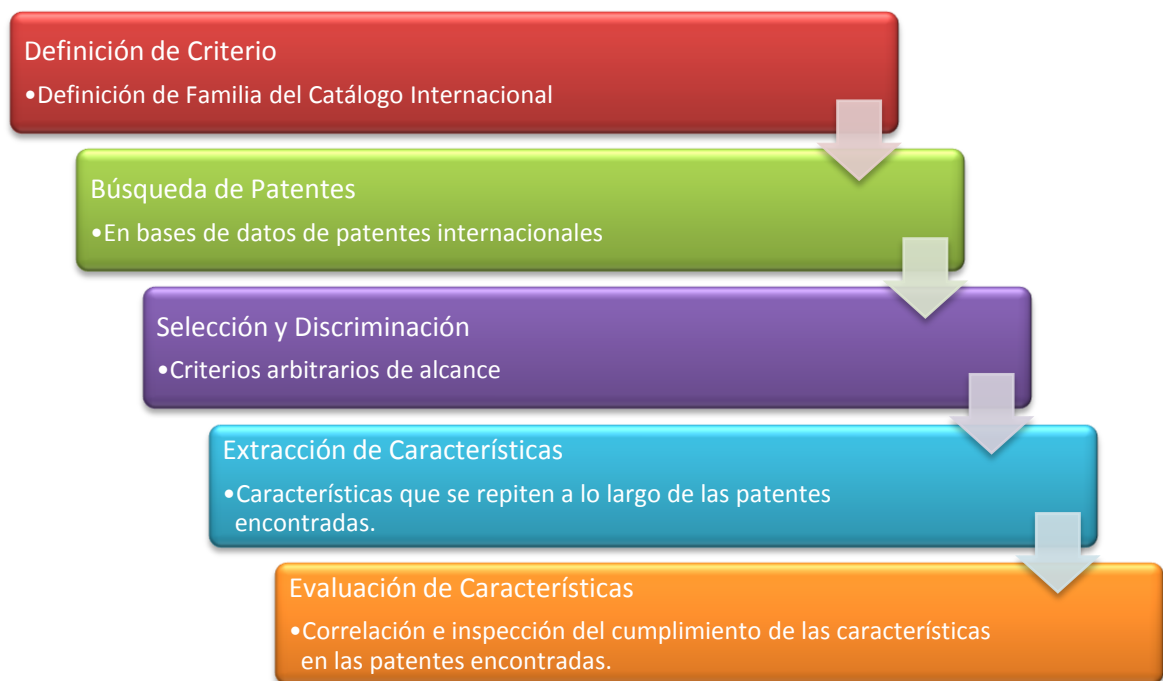 Definición de Criterio
•Definición de Familia del Catálogo Internacional
Búsqueda de Patentes
•En bases de datos de patentes internacionales
Selección y Discriminación
•Criterios arbitrarios de alcance
Extracción de Características
•Características que se repiten a lo largo de las patentes
encontradas.
Evaluación de Características
•Correlación e inspección del cumplimiento de las características
en las patentes encontradas.